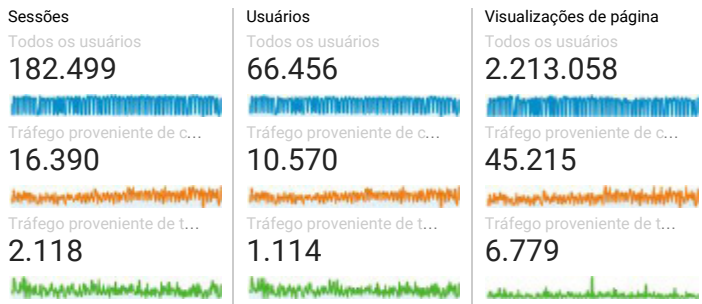 Sessões
Todos os usuários
182.499
Tráfego proveniente de c...
16.390
Tráfego proveniente de t...
2.118
Usuários
Todos os usuários
66.456
Tráfego proveniente de c...
10.570
Tráfego proveniente de t...
1.114
Visualizações de página
Todos os usuários
2.213.058
Tráfego proveniente de c...
45.215
Tráfego proveniente de t...
6.779